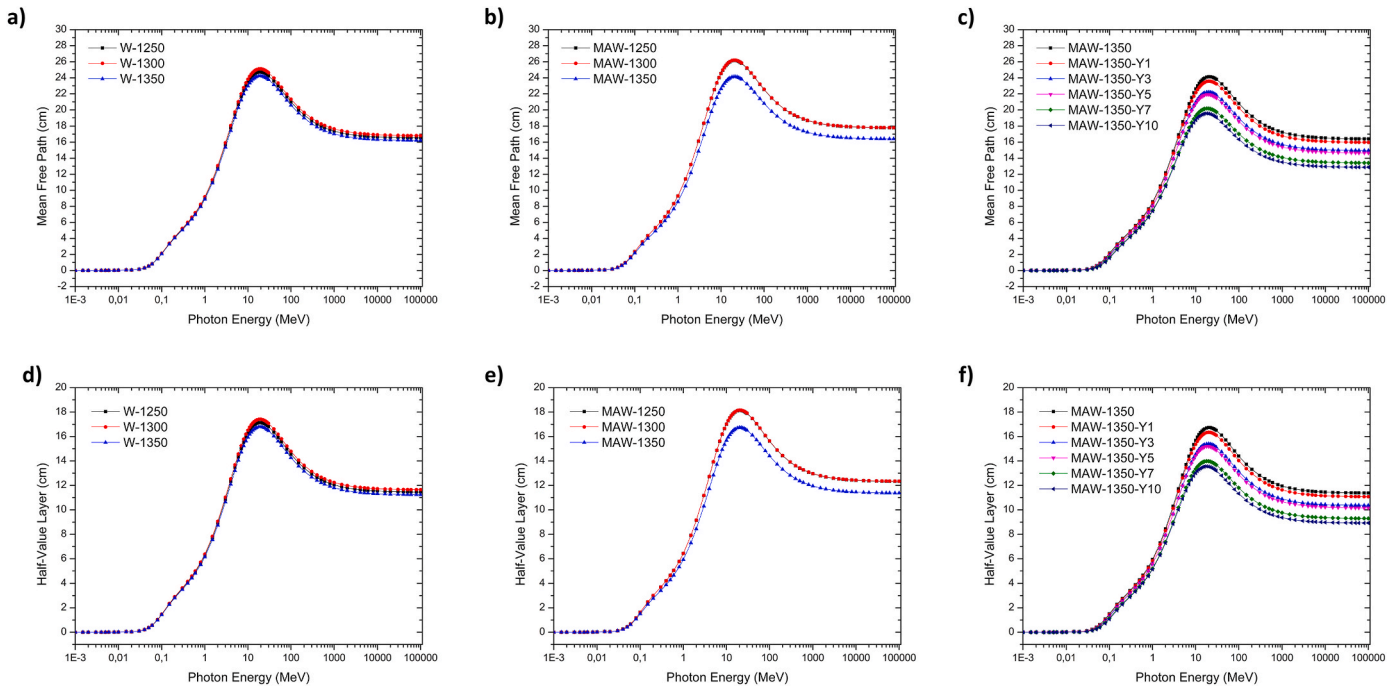 a)
30
28
26
24
22
20
18
16
14
12
10
8
6
4
2
0
-2
Mean Free Path (cm)
W-1250
W-1300
W-1350
1E-3 0,01 0,1 1 10 100 1000 10000 100000
Photon Energy (MeV)
b)
30
28
26
24
22
20
18
16
14
12
10
8
6
4
2
0
-2
Mean Free Path (cm)
MAW-1250
MAW-1300
MAW-1350
1E-3 0,01 0,1 1 10 100 1000 10000 100000
Photon Energy (MeV)
c)
30
28
26
24
22
20
18
16
14
12
10
8
6
4
2
0
-2
Mean Free Path (cm)
MAW-1350
MAW-1350-Y1
MAW-1350-Y3
MAW-1350-Y5
MAW-1350-Y7
MAW-1350-Y10
1E-3 0,01 0,1 1 10 100 1000 10000 100000
Photon Energy (MeV)
d)
20
18
16
14
12
10
8
6
4
2
0
Half-Value Layer (cm)
W-1250
W-1300
W-1350
1E-3 0,01 0,1 1 10 100 1000 10000 100000
Photon Energy (MeV)
e)
20
18
16
14
12
10
8
6
4
2
0
Half-Value Layer (cm)
MAW-1250
MAW-1300
MAW-1350
1E-3 0,01 0,1 1 10 100 1000 10000 100000
Photon Energy (MeV)
f)
20
18
16
14
12
10
8
6
4
2
0
Half-Value Layer (cm)
MAW-1350
MAW-1350-Y1
MAW-1350-Y3
MAW-1350-Y5
MAW-1350-Y7
MAW-1350-Y10
1E-3 0,01 0,1 1 10 100 1000 10000 100000
Photon Energy (MeV)